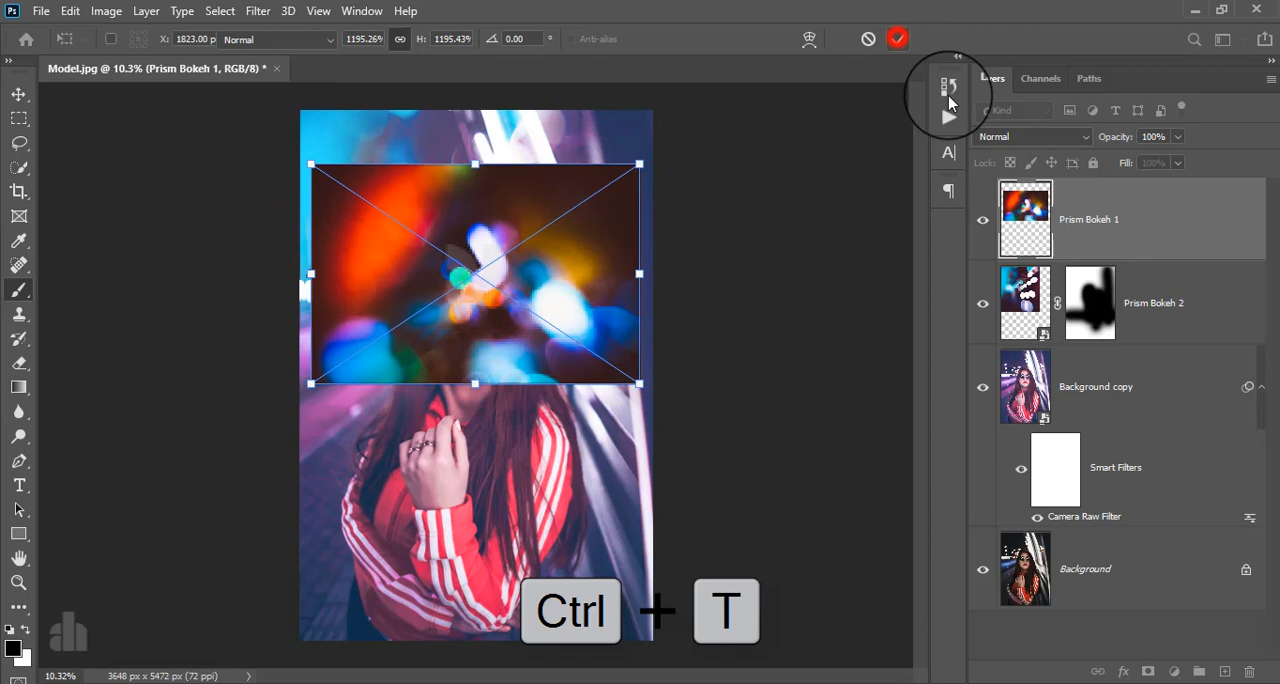 Ps File Edit Image Layer Type Select Filter 3D View Window Help
X: 1823.00 p Normal 1195.26% H: 1195.43% 0.00 ° Anti-alias
Model.jpg @ 10.3% (Prism Bokeh 1, RGB/8) * ×
Layers Channels Paths
Kind
Normal Opacity: 100%
Lock: Fill: 100%
Prism Bokeh 1
Prism Bokeh 2
Background copy
Smart Filters
Camera Raw Filter
Background
Ctrl + T
ah
10.32% 3648 px x 5472 px (72 ppi)